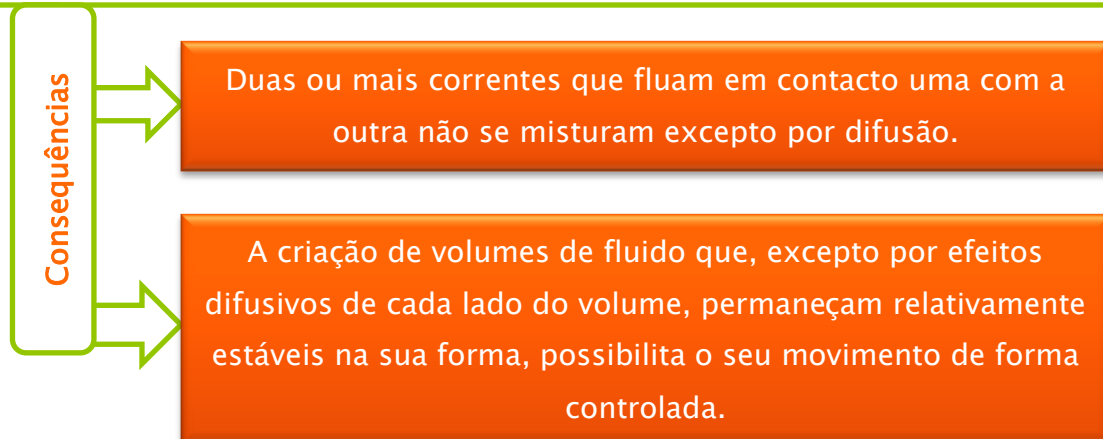 Consequências
Duas ou mais correntes que fluam em contacto uma com a
outra não se misturam excepto por difusão.
A criação de volumes de fluido que, excepto por efeitos
difusivos de cada lado do volume, permaneçam relativamente
estáveis na sua forma, possibilita o seu movimento de forma
controlada.